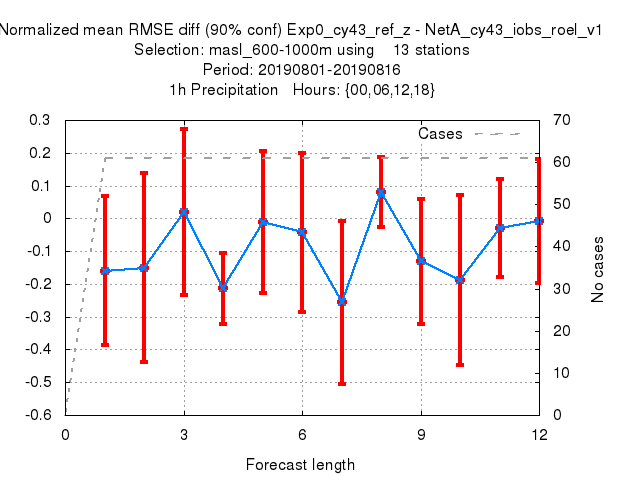 Normalized mean RMSE diff (90% conf) Exp0_cy43_ref_z - NetA_cy43_iobs_roel_v1
Selection: masl_600-1000m using 13 stations
Period: 20190801-20190816
1h Precipitation Hours: {00,06,12,18}
Cases
0.3
0.2
0.1
0
-0.1
-0.2
-0.3
-0.4
-0.5
-0.6
70
60
50
40
30
20
10
0
No cases
0 3 6 9 12
Forecast length